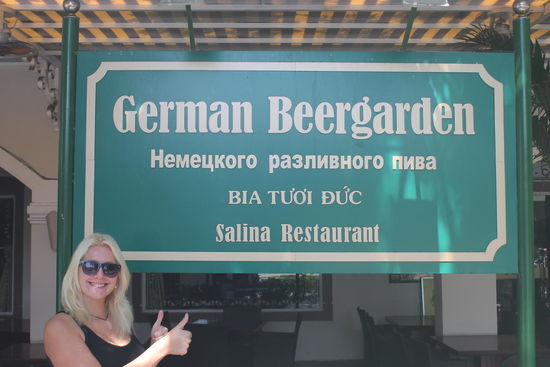 German Beergarden
Немецкого разливного пива
BIA TƯƠI ĐỨC
Salina Restaurant